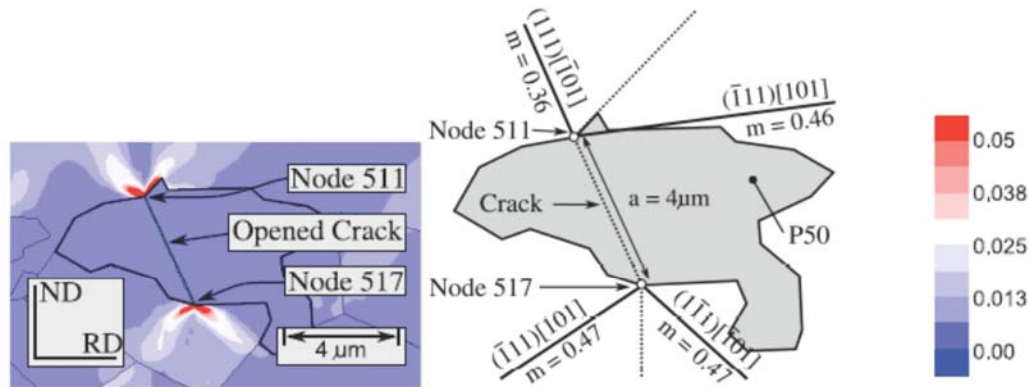 Node 511
Opened Crack
Node 517
ND
RD
4 μm
(111)[1̄01]
m = 0.36
(1̄11)[101]
m = 0.46
Node 511
Crack
a = 4μm
P50
Node 517
(1̄11)[101]
m = 0.47
(11̄1)[1̄01]
m = 0.47
0.05
0.038
0.025
0.013
0.00